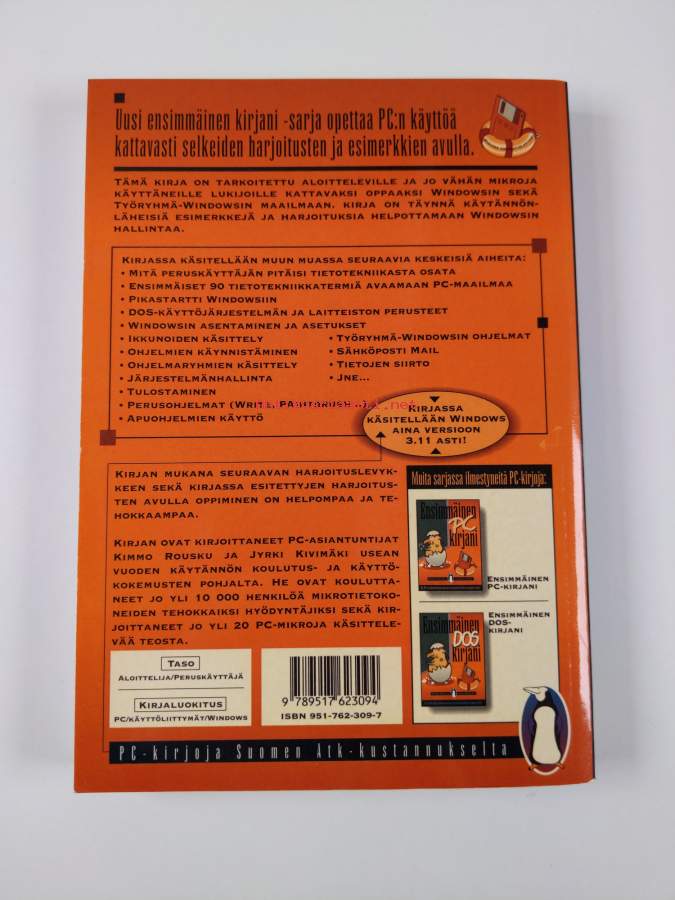 Uusi ensimmäinen kirjani -sarja opettaa PC:n käyttöä
kattavasti selkeiden harjoitusten ja esimerkkien avulla.
TÄMÄ KIRJA ON TARKOITETTU ALOITTELEVILLE JA JO VÄHÄN MIKROJA
KÄYTTÄNEILLE LUKIJOILLE KATTAVAKSI OPPAAKSI WINDOWSIN SEKÄ
TYÖRYHMÄ-WINDOWSIN MAAILMAAN. KIRJA ON TÄYNNÄ KÄYTÄNNÖN-
LÄHEISIÄ ESIMERKKEJÄ JA HARJOITUKSIA HELPOTTAMAAN WINDOWSIN
HALLINTAA.
KIRJASSA KÄSITELLÄÄN MUUN MUASSA SEURAAVIA KESKEISIÄ AIHEITA:
• MITÄ PERUSKÄYTTÄJÄN PITÄISI TIETOTEKNIIKASTA OSATA
• ENSIMMÄISET 90 TIETOTEKNIIKKATERMIÄ AVAAMAAN PC-MAAILMAA
• PIKASTARTTI WINDOWSIIN
• DOS-KÄYTTÖJÄRJESTELMÄN JA LAITTEISTON PERUSTEET
• WINDOWSIN ASENTAMINEN JA ASETUKSET
• IKKUNOIDEN KÄSITTELY
• OHJELMIEN KÄYNNISTÄMINEN
• OHJELMARYHMIEN KÄSITTELY
• JÄRJESTELMÄNHALLINTA
• TULOSTAMINEN
• PERUSOHJELMAT (WRITE, PAINTBRUSH...)
• APUOHJELMIEN KÄYTTÖ
• TYÖRYHMÄ-WINDOWSIN OHJELMAT
• SÄHKÖPOSTI MAIL
• TIETOJEN SIIRTO
• JNE...
KIRJASSA
KÄSITELLÄÄN WINDOWS
AINA VERSIOON
3.11 ASTI!
KIRJAN MUKANA SEURAAVAN HARJOITUSLEVYK-
KEEN SEKÄ KIRJASSA ESITETTYJEN HARJOITUS-
TEN AVULLA OPPIMINEN ON HELPOMPAA JA TE-
HOKKAAMPAA.
KIRJAN OVAT KIRJOITTANEET PC-ASIANTUNTIJAT
KIMMO ROUSKU JA JYRKI KIVIMÄKI USEAN
VUODEN KÄYTÄNNÖN KOULUTUS- JA KÄYTTÖ-
KOKEMUSTEN POHJALTA. HE OVAT KOULUTTA-
NEET JO YLI 10 000 HENKILÖÄ MIKROTIETOKO-
NEIDEN TEHOKKAIKSI HYÖDYNTÄJIKSI SEKÄ KIR-
JOITTANEET JO YLI 20 PC-MIKROJA KÄSITTELE-
VÄÄ TEOSTA.
Muita sarjassa ilmestyneitä PC-kirjoja:
Ensimmäinen
PC
kirjani
ENSIMMÄINEN
PC-KIRJANI
Ensimmäinen
DOS
kirjani
ENSIMMÄINEN
DOS-
KIRJANI
TASO
ALOITTELIJA/PERUSKÄYTTÄJÄ
KIRJALUOKITUS
PC/KÄYTTÖLIITTYMÄT/WINDOWS
9 789517 623094
ISBN 951-762-309-7
PC-kirjoja Suomen Atk-kustannukselta